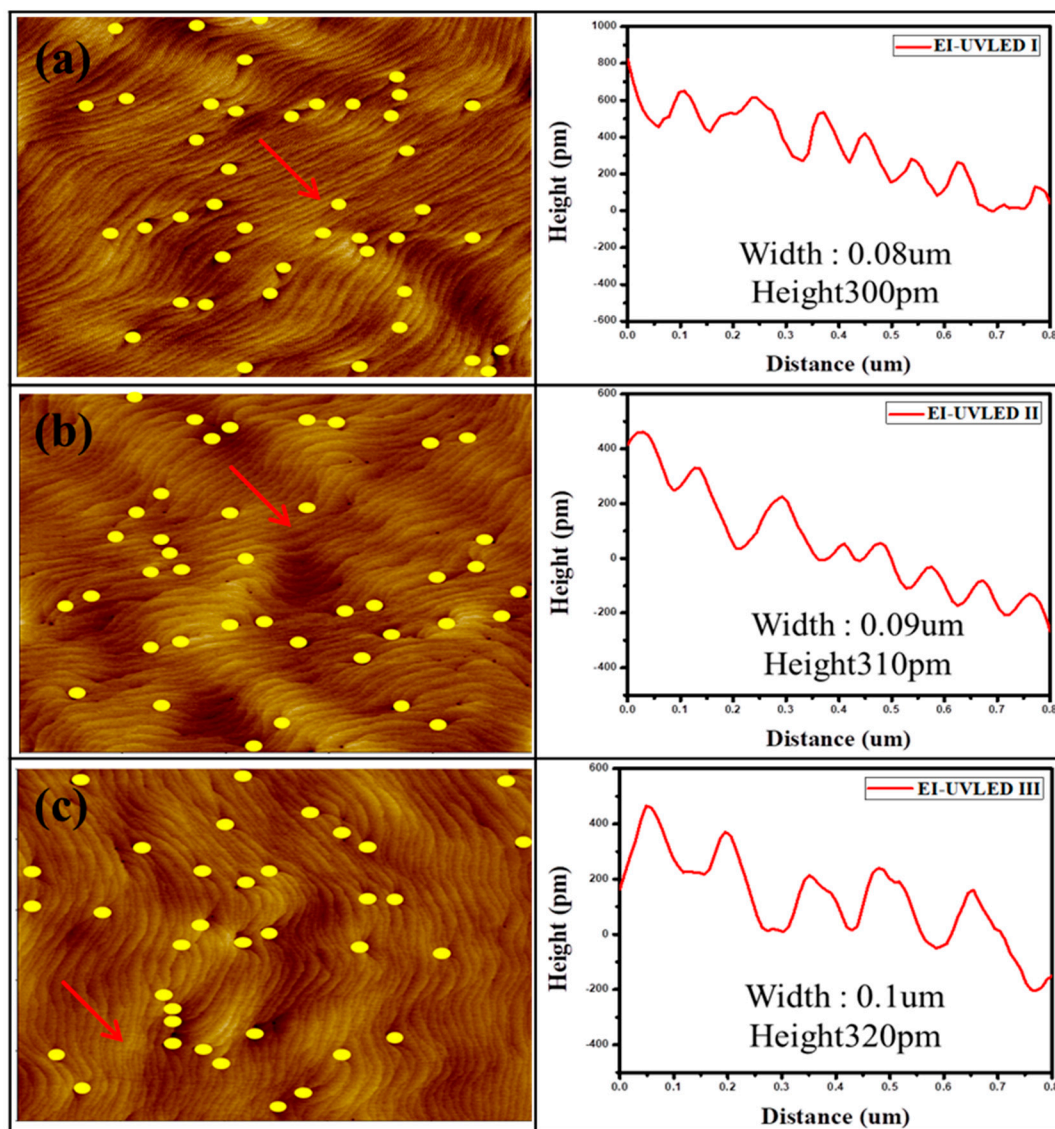 (a)
EI-UVLED I
1000
800
600
400
200
0
-200
-400
-600
Height (pm)
Width : 0.08um
Height300pm
0.0 0.1 0.2 0.3 0.4 0.5 0.6 0.7 0.8
Distance (um)
(b)
EI-UVLED II
600
400
200
0
-200
-400
Height (pm)
Width : 0.09um
Height310pm
0.0 0.1 0.2 0.3 0.4 0.5 0.6 0.7 0.8
Distance (um)
(c)
EI-UVLED III
600
400
200
0
-200
-400
Height (pm)
Width : 0.1um
Height320pm
0.0 0.1 0.2 0.3 0.4 0.5 0.6 0.7 0.8
Distance (um)